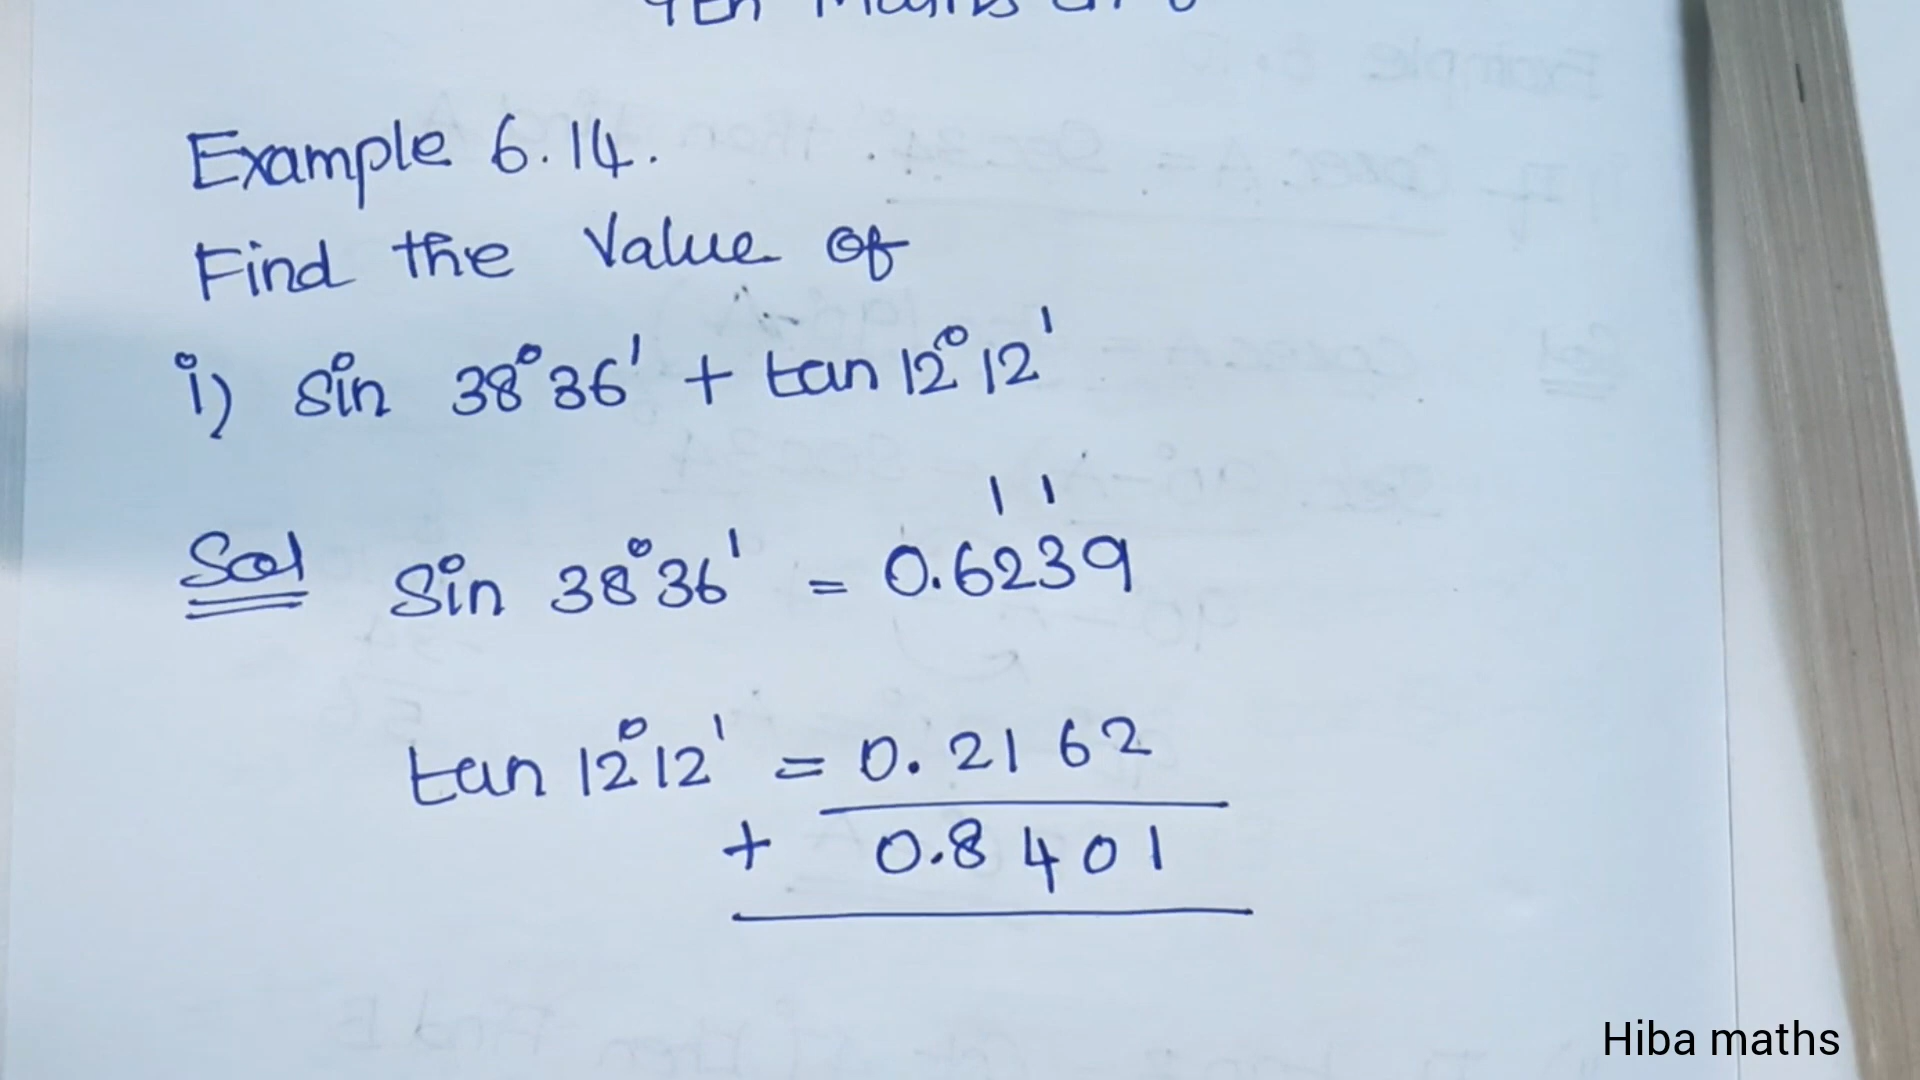 Example 6.14.
Find the Value of
i) Sin 38°36' + tan 12°12'
1 1
Sol Sin 38°36' = 0.6239
tan 12°12' = 0.2162
+ 0.8401
Hiba maths